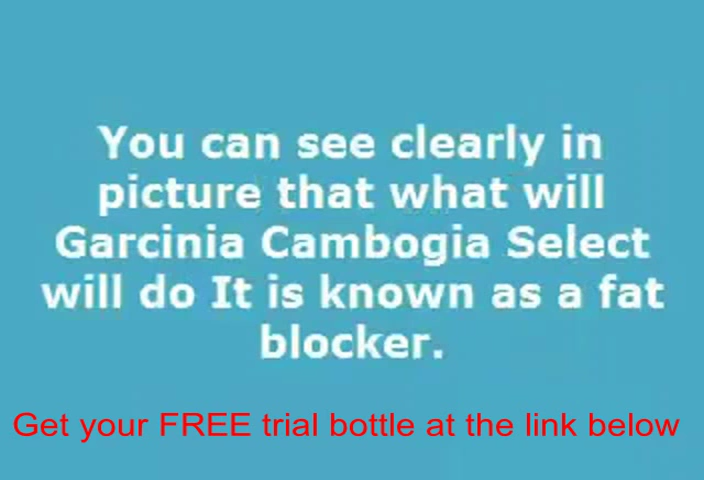 You can see clearly in
picture that what will
Garcinia Cambogia Select
will do It is known as a fat
blocker.
Get your FREE trial bottle at the link below